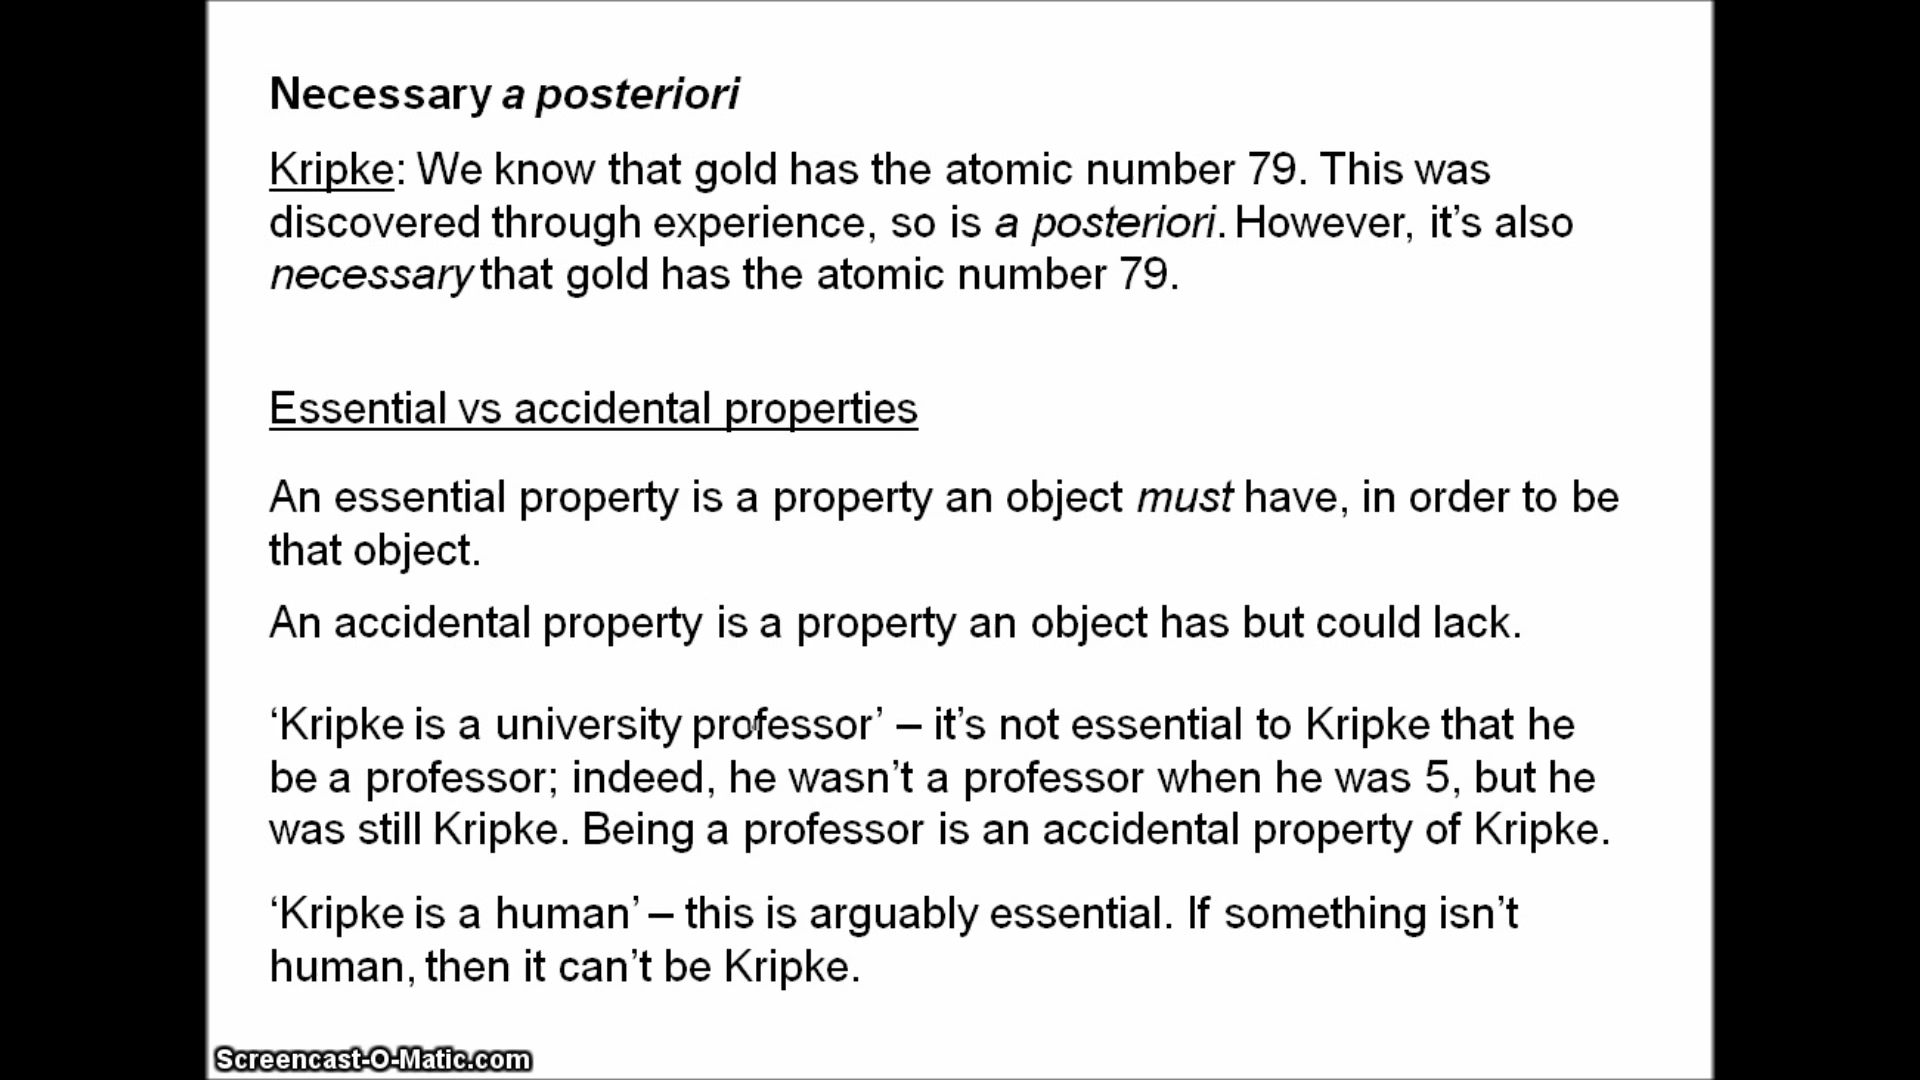 Necessary a posteriori
Kripke: We know that gold has the atomic number 79. This was
discovered through experience, so is a posteriori. However, it’s also
necessary that gold has the atomic number 79.
Essential vs accidental properties
An essential property is a property an object must have, in order to be
that object.
An accidental property is a property an object has but could lack.
‘Kripke is a university professor’ – it’s not essential to Kripke that he
be a professor; indeed, he wasn’t a professor when he was 5, but he
was still Kripke. Being a professor is an accidental property of Kripke.
‘Kripke is a human’ – this is arguably essential. If something isn’t
human, then it can’t be Kripke.
Screencast-O-Matic.com